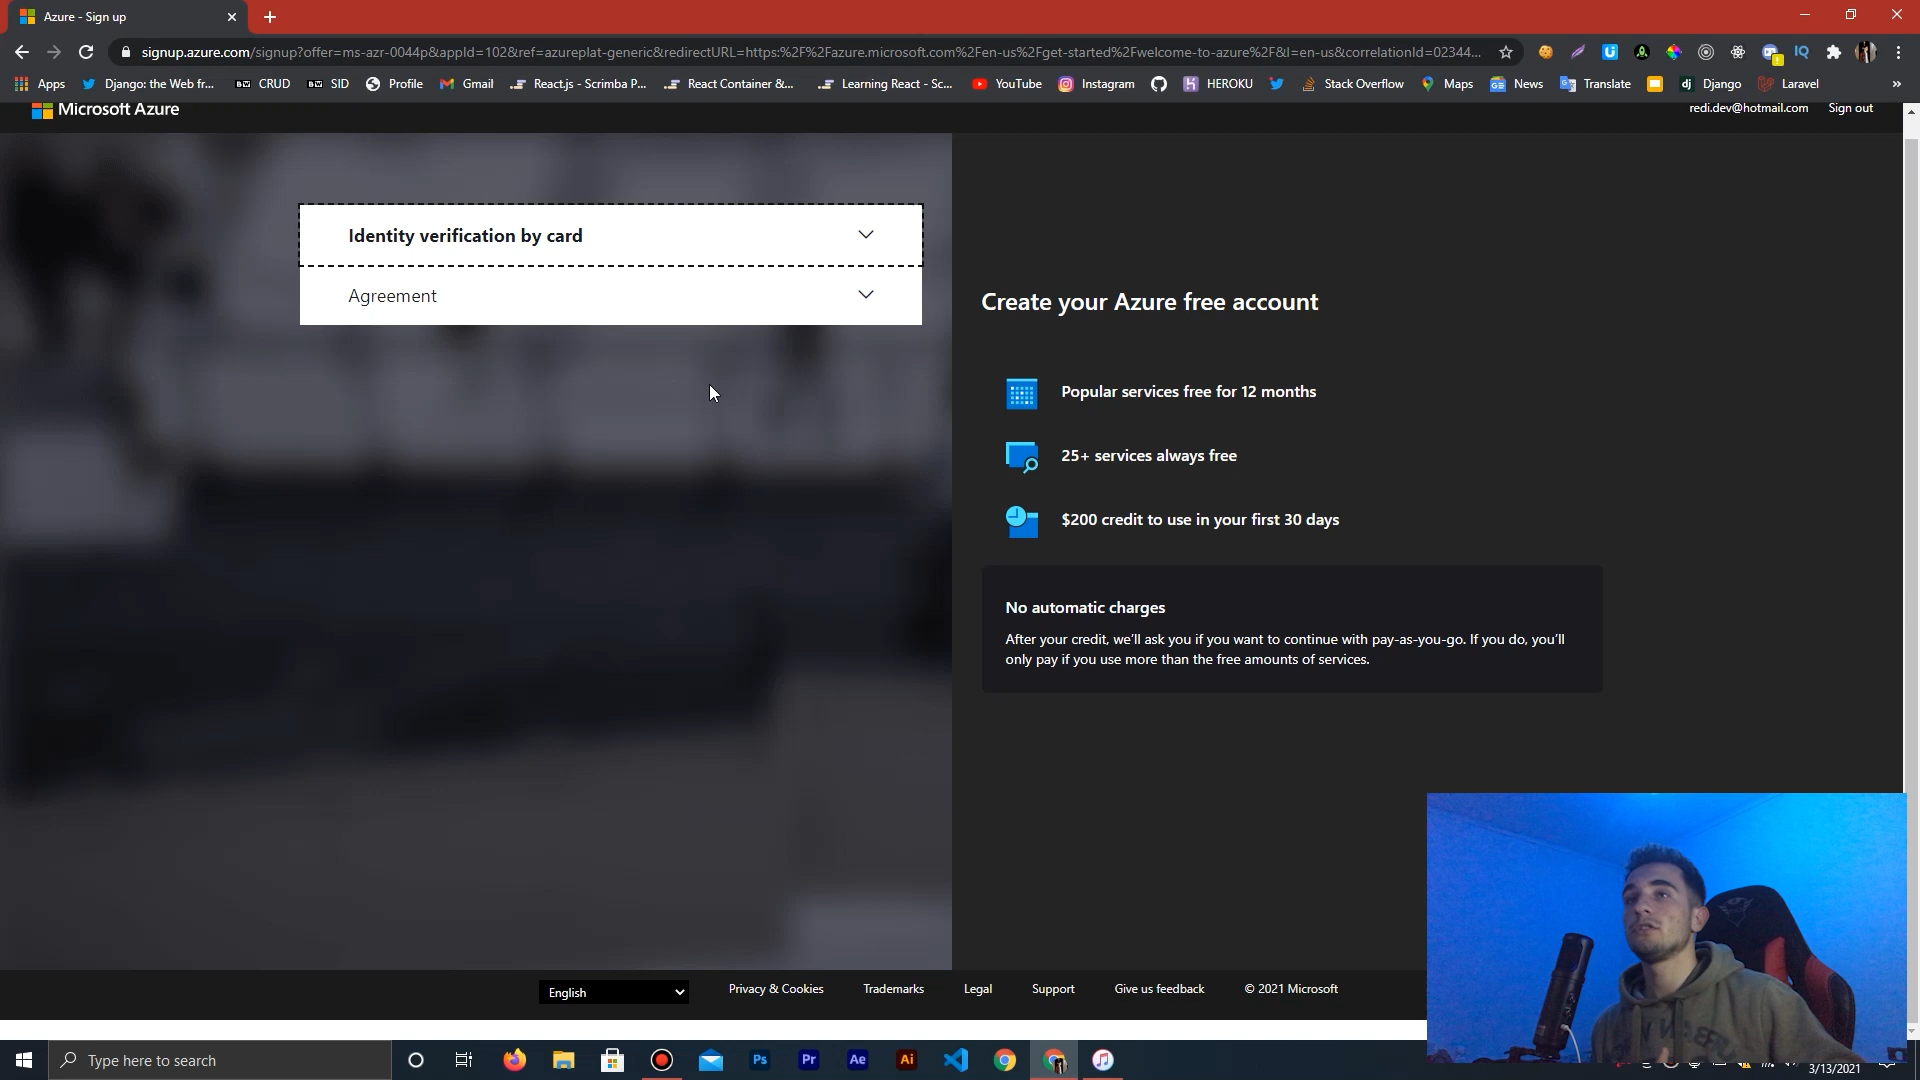 Azure - Sign up
signup.azure.com/signup?offer=ms-azr-0044p&appId=102&ref=azureplat-generic&redirectURL=https:%2F%2Fazure.microsoft.com%2Fen-us%2Fget-started%2Fwelcome-to-azure%2F&l=en-us&correlationId=02344...
Apps Django: the Web fr... CRUD SID Profile Gmail React.js - Scrimba P... React Container &... Learning React - Sc... YouTube Instagram HEROKU Stack Overflow Maps News Translate dj Django Laravel »
Microsoft Azure
redi.dev@hotmail.com Sign out
Identity verification by card
Agreement
Create your Azure free account
Popular services free for 12 months
25+ services always free
$200 credit to use in your first 30 days
No automatic charges
After your credit, we'll ask you if you want to continue with pay-as-you-go. If you do, you'll
only pay if you use more than the free amounts of services.
English Privacy & Cookies Trademarks Legal Support Give us feedback © 2021 Microsoft
Type here to search Ps Pr Ae Ai
3/13/2021